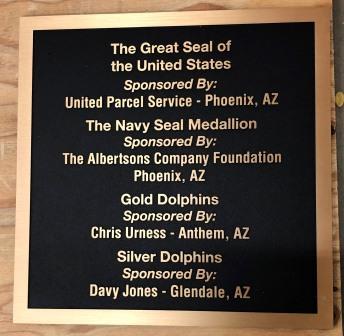 The Great Seal of
the United States
Sponsored By:
United Parcel Service - Phoenix, AZ
The Navy Seal Medallion
Sponsored By:
The Albertsons Company Foundation
Phoenix, AZ
Gold Dolphins
Sponsored By:
Chris Urness - Anthem, AZ
Silver Dolphins
Sponsored By:
Davy Jones - Glendale, AZ